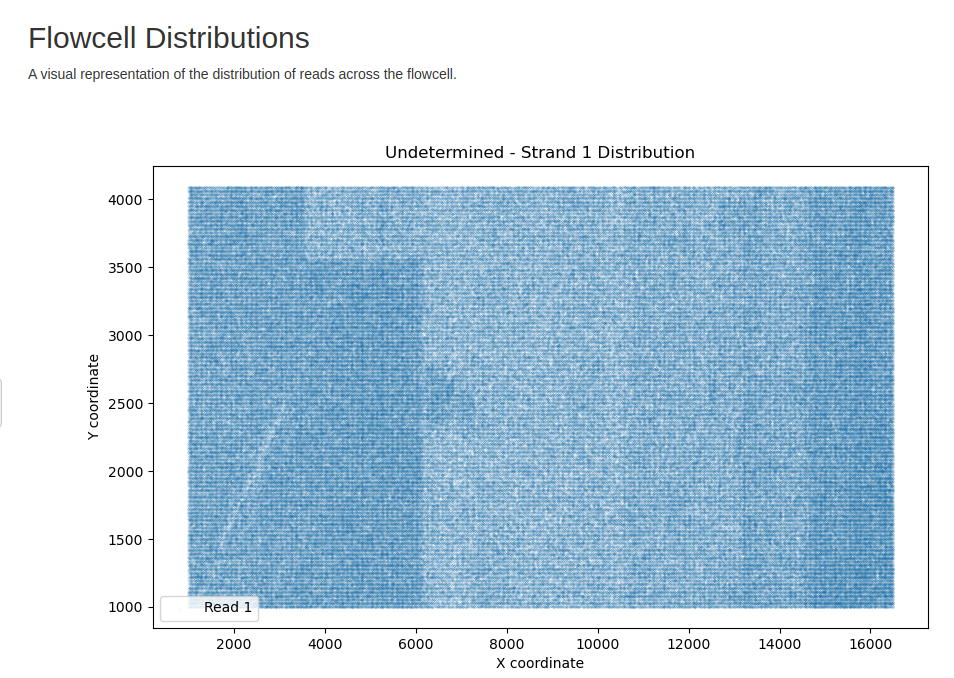 Flowcell Distributions
A visual representation of the distribution of reads across the flowcell.
Undetermined - Strand 1 Distribution
4000
3500
3000
2500
2000
1500
1000
Y coordinate
Read 1
2000 4000 6000 8000 10000 12000 14000 16000
X coordinate